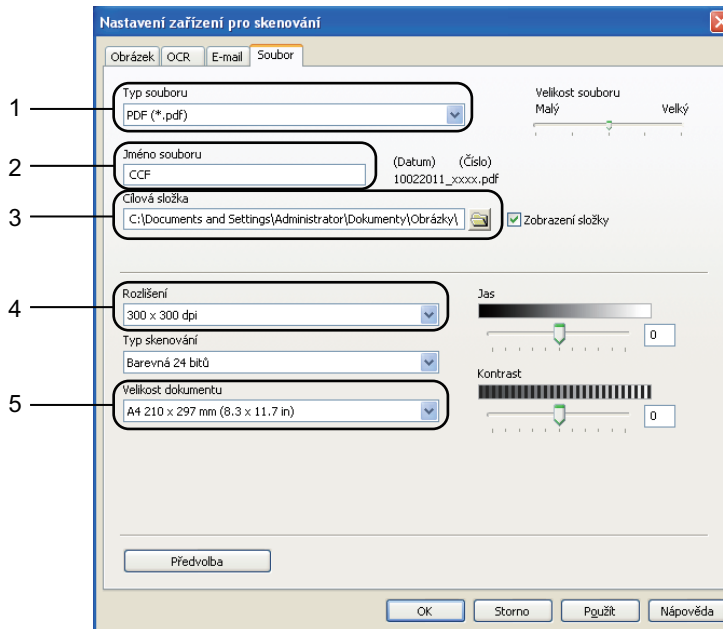 Nastavení zařízení pro skenování
Obrázek OCR E-mail Soubor
1
Typ souboru
PDF (*.pdf)
Velikost souboru
Malý Velký
2
Jméno souboru
CCF
(Datum) (Číslo)
10022011_xxxx.pdf
3
Cílová složka
C:\Documents and Settings\Administrator\Dokumenty\Obrázky\
Zobrazení složky
4
Rozlišení
300 x 300 dpi
Jas
0
Typ skenování
Barevná 24 bitů
Kontrast
0
5
Velikost dokumentu
A4 210 x 297 mm (8.3 x 11.7 in)
Předvolba
OK Storno Použít Nápověda